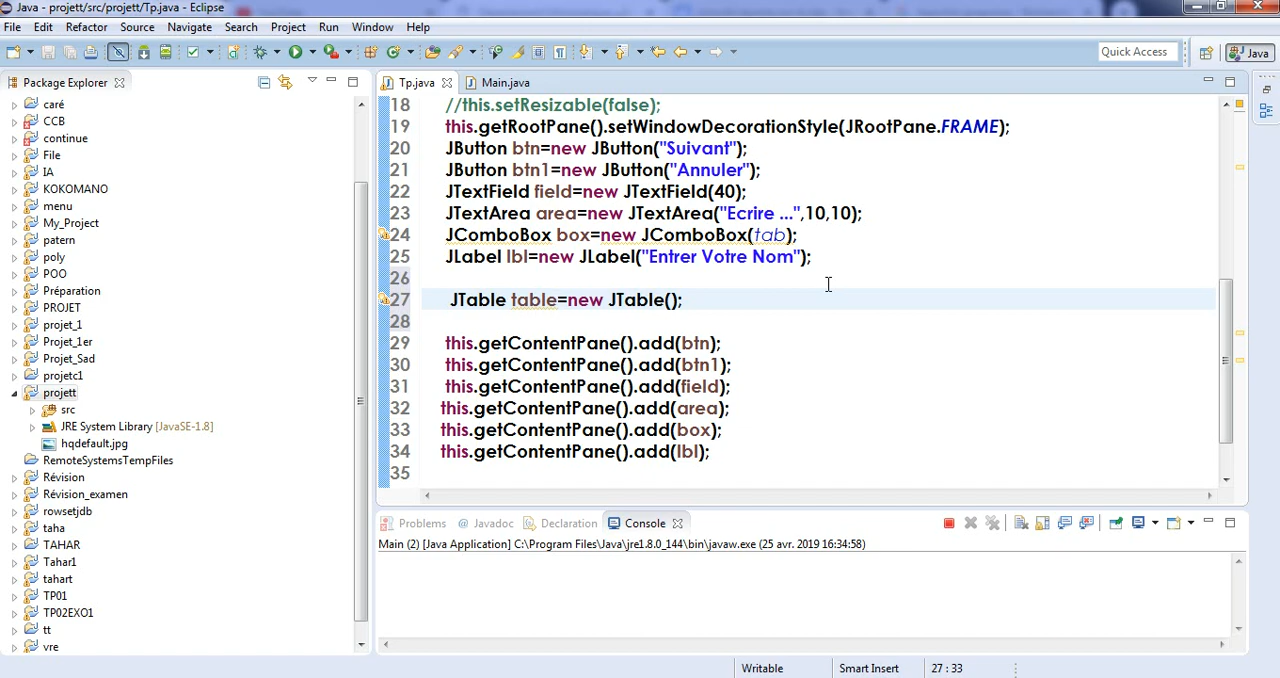 Java - projett/src/projett/Tp.java - Eclipse
File Edit Refactor Source Navigate Search Project Run Window Help
Quick Access
Java
Package Explorer
Tp.java Main.java
caré
CCB
continue
File
IA
KOKOMANO
menu
My_Project
patern
poly
POO
Préparation
PROJET
projet_1
Projet_1er
Projet_Sad
projetc1
projett
src
JRE System Library [JavaSE-1.8]
hqdefault.jpg
RemoteSystemsTempFiles
Révision
Révision_examen
rowsetjdb
taha
TAHAR
Tahar1
tahart
TP01
TP02EXO1
tt
vre
18 //this.setResizable(false);
19 this.getRootPane().setWindowDecorationStyle(JRootPane.FRAME);
20 JButton btn=new JButton("Suivant");
21 JButton btn1=new JButton("Annuler");
22 JTextField field=new JTextField(40);
23 JTextArea area=new JTextArea("Ecrire ...",10,10);
24 JComboBox box=new JComboBox(tab);
25 JLabel lbl=new JLabel("Entrer Votre Nom");
26
27 JTable table=new JTable();
28
29 this.getContentPane().add(btn);
30 this.getContentPane().add(btn1);
31 this.getContentPane().add(field);
32 this.getContentPane().add(area);
33 this.getContentPane().add(box);
34 this.getContentPane().add(lbl);
35
Problems @ Javadoc Declaration Console
Main (2) [Java Application] C:\Program Files\Java\jre1.8.0_144\bin\javaw.exe (25 avr. 2019 16:34:58)
Writable Smart Insert 27 : 33